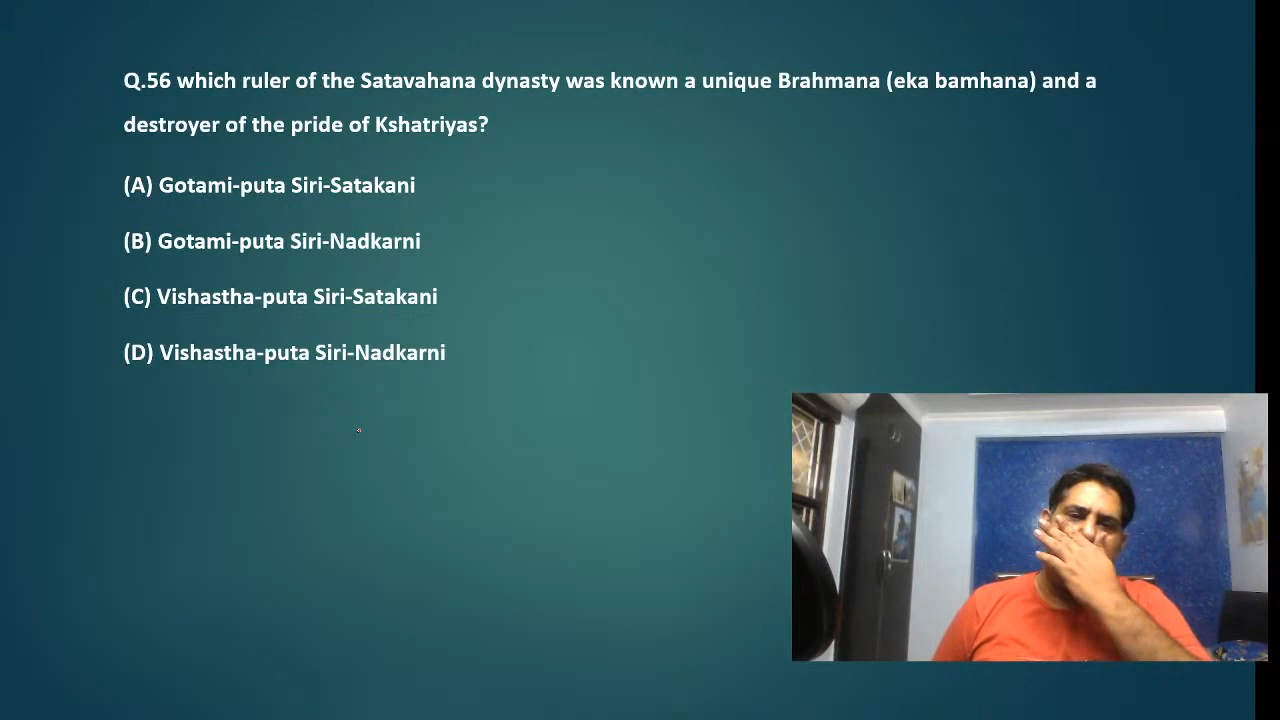 Q.56 which ruler of the Satavahana dynasty was known a unique Brahmana (eka bamhana) and a
destroyer of the pride of Kshatriyas?
(A) Gotami-puta Siri-Satakani
(B) Gotami-puta Siri-Nadkarni
(C) Vishastha-puta Siri-Satakani
(D) Vishastha-puta Siri-Nadkarni